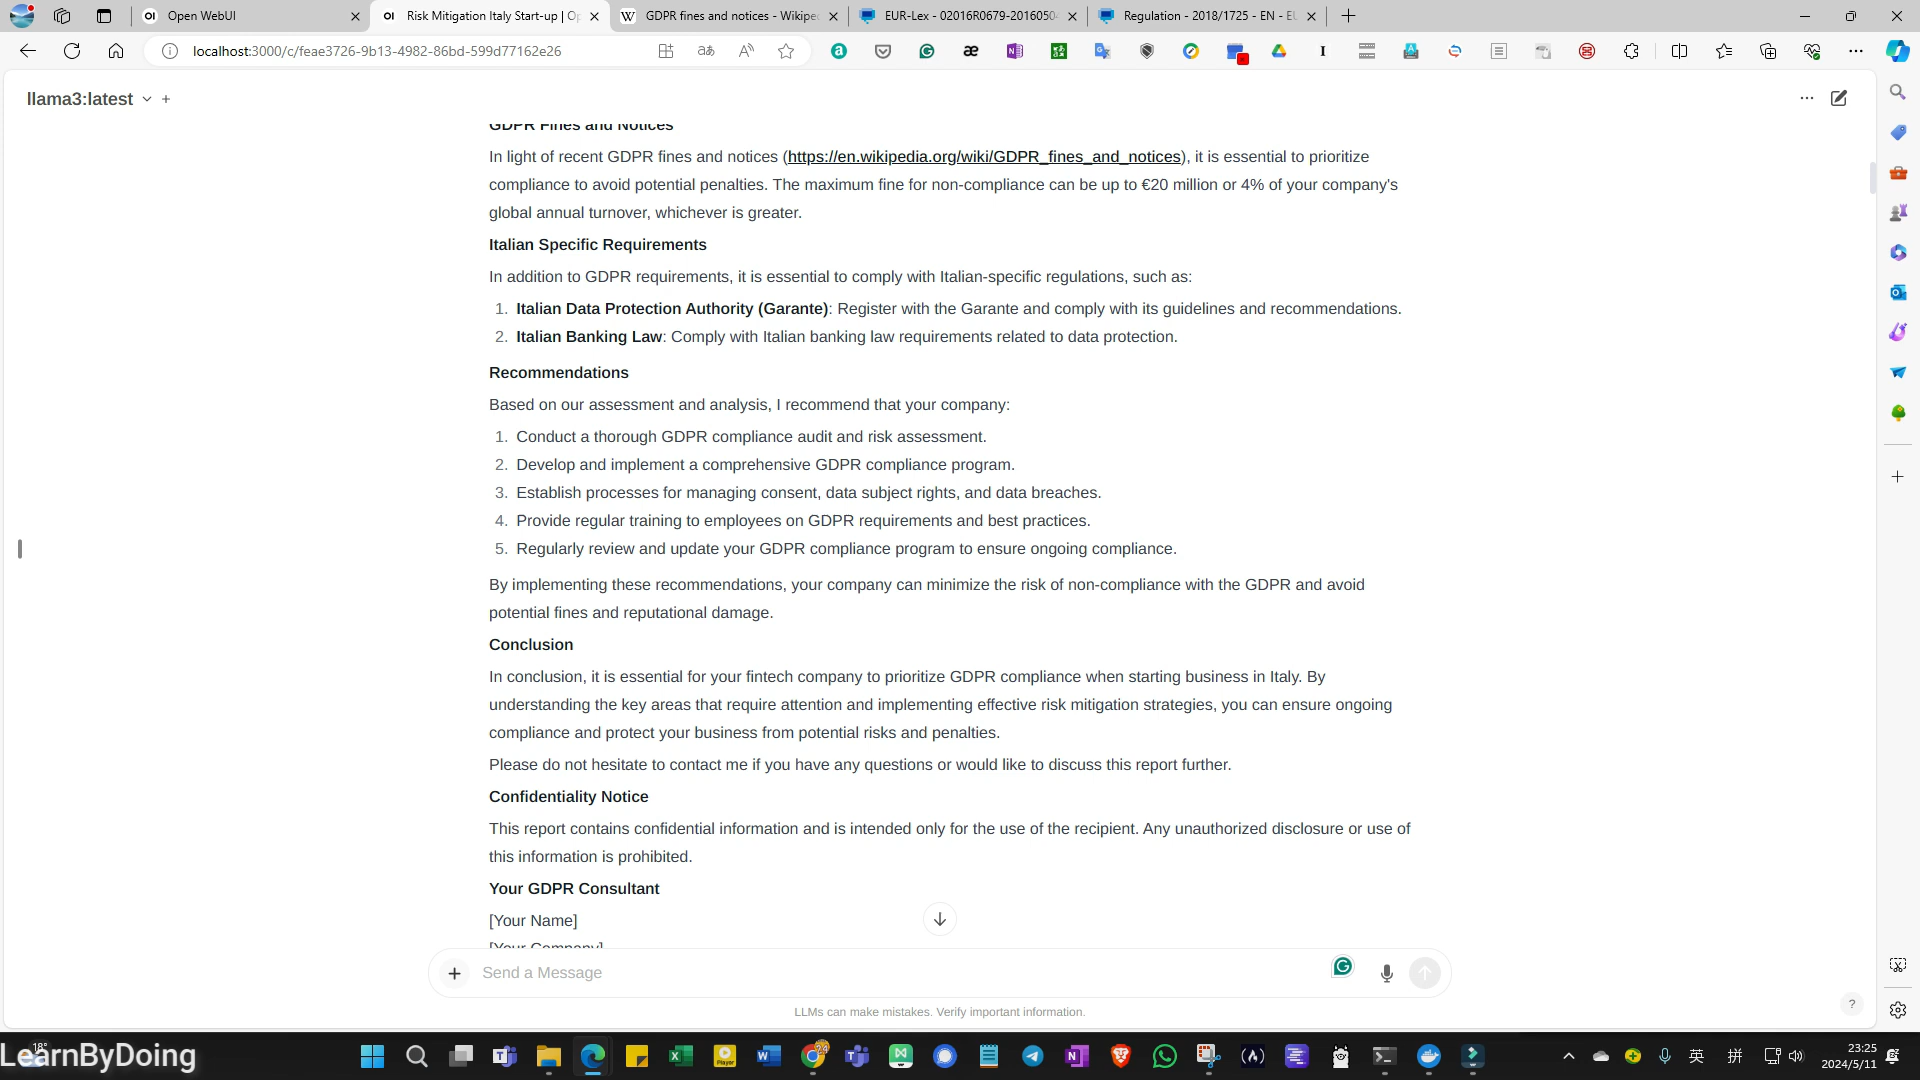 Open WebUI
Risk Mitigation Italy Start-up | Op
GDPR fines and notices - Wikipe
EUR-Lex - 02016R0679-2016050
Regulation - 2018/1725 - EN - EU
localhost:3000/c/feae3726-9b13-4982-86bd-599d77162e26
llama3:latest
GDPR Fines and Notices
In light of recent GDPR fines and notices (https://en.wikipedia.org/wiki/GDPR_fines_and_notices), it is essential to prioritize
compliance to avoid potential penalties. The maximum fine for non-compliance can be up to €20 million or 4% of your company's
global annual turnover, whichever is greater.
Italian Specific Requirements
In addition to GDPR requirements, it is essential to comply with Italian-specific regulations, such as:
1. Italian Data Protection Authority (Garante): Register with the Garante and comply with its guidelines and recommendations.
2. Italian Banking Law: Comply with Italian banking law requirements related to data protection.
Recommendations
Based on our assessment and analysis, I recommend that your company:
1. Conduct a thorough GDPR compliance audit and risk assessment.
2. Develop and implement a comprehensive GDPR compliance program.
3. Establish processes for managing consent, data subject rights, and data breaches.
4. Provide regular training to employees on GDPR requirements and best practices.
5. Regularly review and update your GDPR compliance program to ensure ongoing compliance.
By implementing these recommendations, your company can minimize the risk of non-compliance with the GDPR and avoid
potential fines and reputational damage.
Conclusion
In conclusion, it is essential for your fintech company to prioritize GDPR compliance when starting business in Italy. By
understanding the key areas that require attention and implementing effective risk mitigation strategies, you can ensure ongoing
compliance and protect your business from potential risks and penalties.
Please do not hesitate to contact me if you have any questions or would like to discuss this report further.
Confidentiality Notice
This report contains confidential information and is intended only for the use of the recipient. Any unauthorized disclosure or use of
this information is prohibited.
Your GDPR Consultant
[Your Name]
[Your Company]
Send a Message
LLMs can make mistakes. Verify important information.
LearnByDoing
18°
英
拼
23:25
2024/5/11